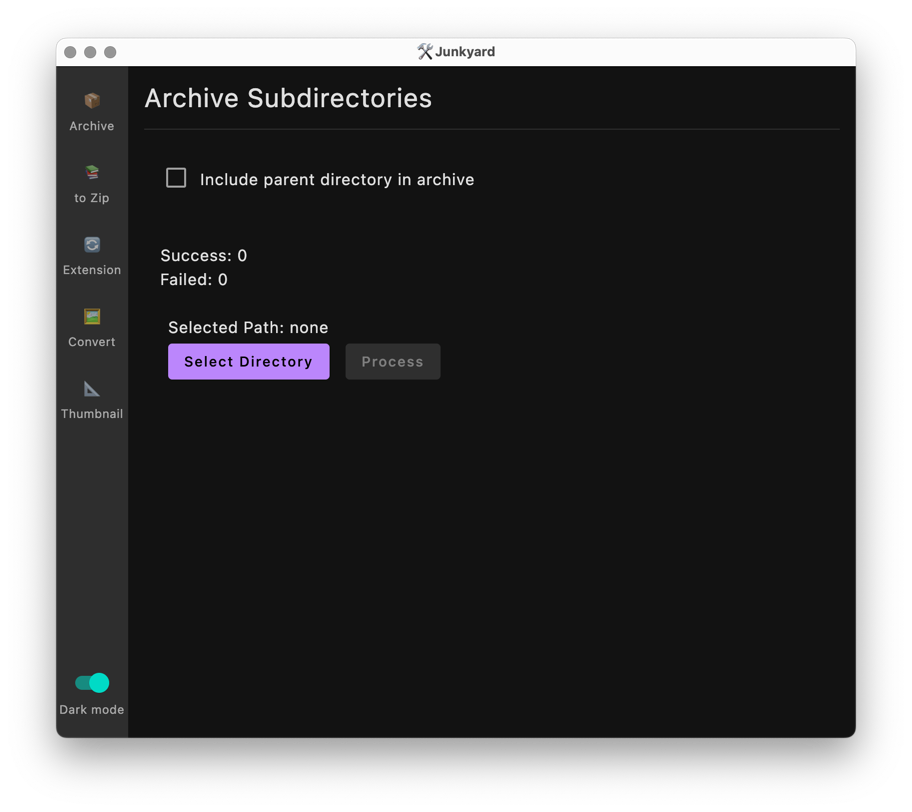 🛠️Junkyard
Archive
to Zip
Extension
Convert
Thumbnail
Dark mode
Archive Subdirectories
Include parent directory in archive
Success: 0
Failed: 0
Selected Path: none
Select Directory
Process